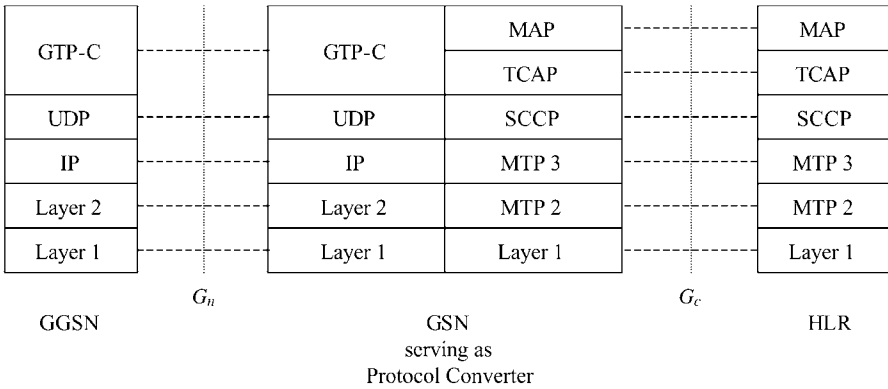 MAP MAP
GTP-C GTP-C
TCAP TCAP
UDP UDP SCCP SCCP
IP IP MTP 3 MTP 3
Layer 2 Layer 2 MTP 2 MTP 2
Layer 1 Layer 1 Layer 1 Layer 1
Gn Gc
GGSN GSN HLR
serving as
Protocol Converter